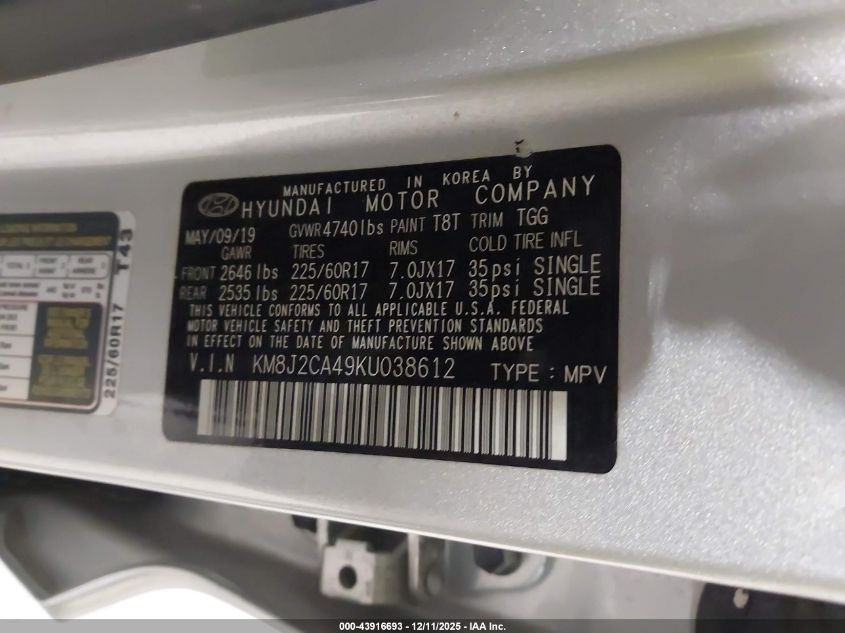 MANUFACTURED IN KOREA BY
HYUNDAI MOTOR COMPANY
MAY/09/19 GVWR 4740lbs PAINT T8T TRIM TGG
GAWR TIRES RIMS COLD TIRE INFL
FRONT 2646 lbs 225/60R17 7.0JX17 35psi SINGLE
REAR 2535 lbs 225/60R17 7.0JX17 35psi SINGLE
THIS VEHICLE CONFORMS TO ALL APPLICABLE U.S.A. FEDERAL
MOTOR VEHICLE SAFETY AND THEFT PREVENTION STANDARDS
IN EFFECT ON THE DATE OF MANUFACTURE SHOWN ABOVE
V.I.N KM8J2CA49KU038612 TYPE : MPV
225/60R17 T43
000-43916693 - 12/11/2025 - IAA Inc.